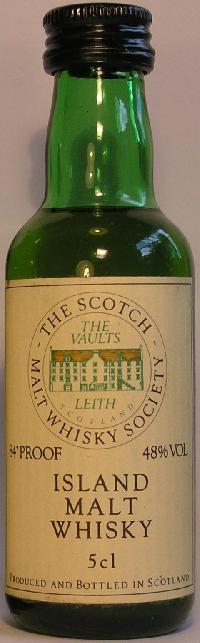 THE SCOTCH
MALT WHISKY SOCIETY
THE
VAULTS
LEITH
SCOTLAND
84°PROOF 48% VOL
ISLAND
MALT
WHISKY
5cl
PRODUCED AND BOTTLED IN SCOTLAND